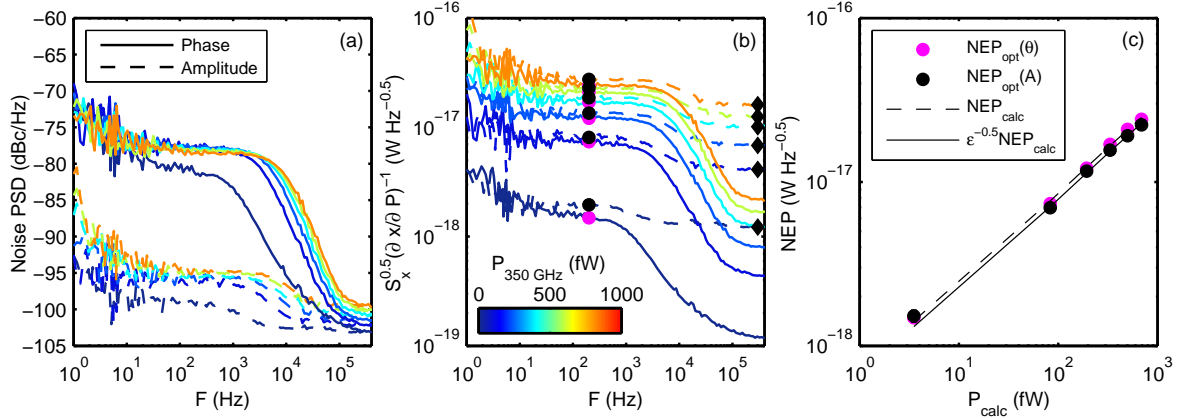 (a)
Phase
Amplitude
−60
−65
−70
−75
−80
−85
−90
−95
−100
−105
Noise PSD (dBc/Hz)
10^0 10^1 10^2 10^3 10^4 10^5
F (Hz)
(b)
10^−16
10^−17
10^−18
10^−19
S_x^0.5(∂ x/∂ P)^−1 (W Hz^−0.5)
P_350 GHz (fW)
0 500 1000
10^0 10^1 10^2 10^3 10^4 10^5
F (Hz)
(c)
NEP_opt(θ)
NEP_opt(A)
NEP_calc
ε^−0.5NEP_calc
10^−16
10^−17
10^−18
NEP (W Hz^−0.5)
10^0 10^1 10^2 10^3
P_calc (fW)